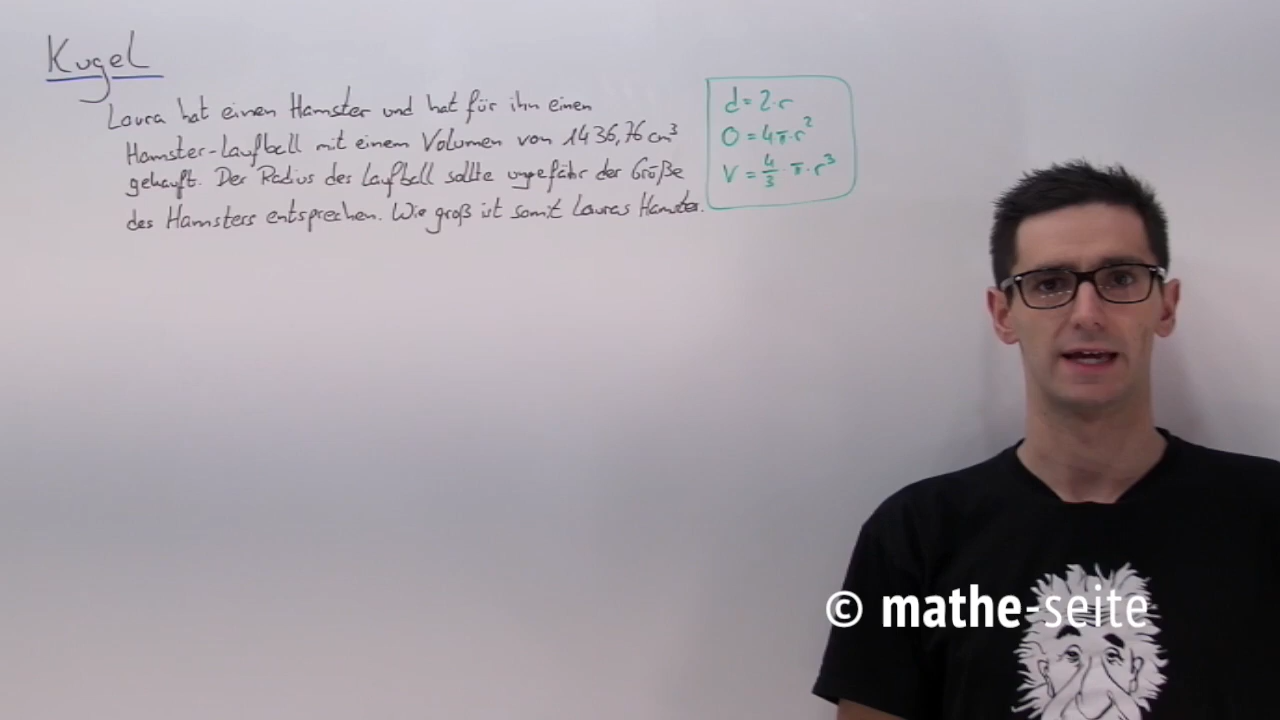 Kugel
Laura hat einen Hamster und hat für ihn einen
Hamster-Laufball mit einem Volumen von 1436,76 cm³
gekauft. Der Radius des Laufball sollte ungefähr der Größe
des Hamsters entsprechen. Wie groß ist somit Lauras Hamster.
d = 2·r
O = 4π·r²
V = 4/3 · π · r³
© mathe-seite